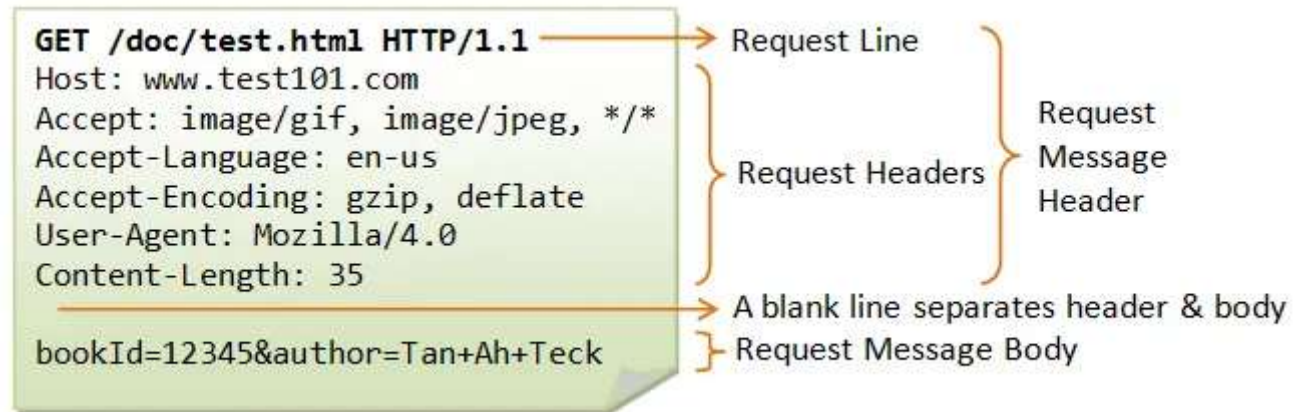 GET /doc/test.html HTTP/1.1
Host: www.test101.com
Accept: image/gif, image/jpeg, */*
Accept-Language: en-us
Accept-Encoding: gzip, deflate
User-Agent: Mozilla/4.0
Content-Length: 35
bookId=12345&author=Tan+Ah+Teck
Request Line
Request Headers
Request
Message
Header
A blank line separates header & body
Request Message Body